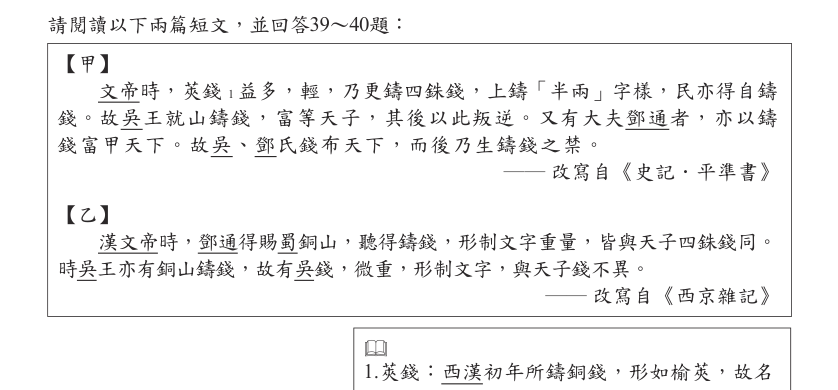 請閱讀以下兩篇短文，並回答39～40題：
【甲】
文帝時，莢錢1益多，輕，乃更鑄四銖錢，上鑄「半兩」字樣，民亦得自鑄
錢。故吳王就山鑄錢，富等天子，其後以此叛逆。又有大夫鄧通者，亦以鑄
錢富甲天下。故吳、鄧氏錢布天下，而後乃生鑄錢之禁。
—— 改寫自《史記．平準書》
【乙】
漢文帝時，鄧通得賜蜀銅山，聽得鑄錢，形制文字重量，皆與天子四銖錢同。
時吳王亦有銅山鑄錢，故有吳錢，微重，形制文字，與天子錢不異。
—— 改寫自《西京雜記》
1.莢錢：西漢初年所鑄銅錢，形如榆莢，故名